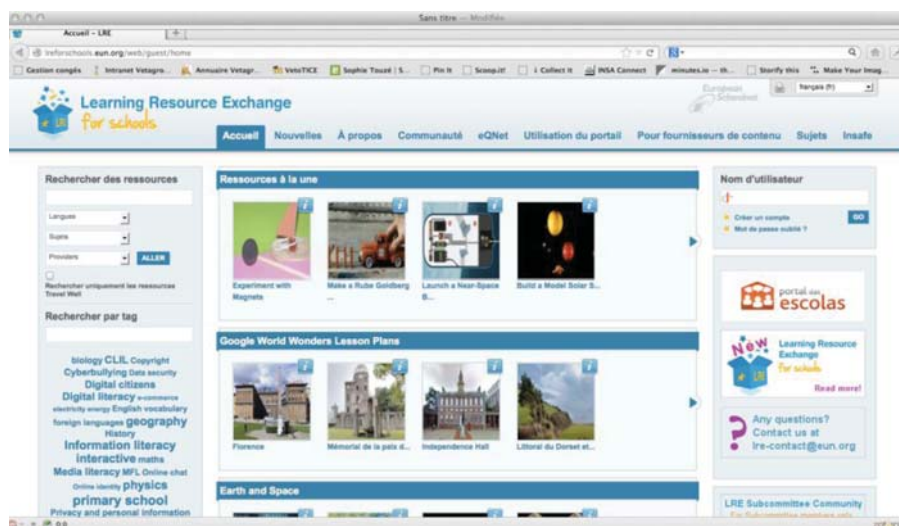 Sans titre — Modifiée
Accueil – LRE
lreforschools.eun.org/web/guest/home
Gestion congés
Intranet Vetagro...
Annuaire Vetagr...
VetoTICE
Sophie Touzé | S...
Pin It
Scoop.it!
i Collect it
INSA Connect
minutes.io — th...
Storify this
Make Your Imag...
Learning Resource Exchange
for schools
European Schoolnet
français (fr)
Accueil Nouvelles À propos Communauté eQNet Utilisation du portail Pour fournisseurs de contenu Sujets Insafe
Rechercher des ressources
Langues
Sujets
Providers
ALLER
Rechercher uniquement les ressources
Travel Well
Rechercher par tag
biology CLIL Copyright
Cyberbullying Data security
Digital citizens
Digital literacy e-commerce
electricity energy English vocabulary
foreign languages geography
History
Information literacy
interactive maths
Media literacy MFL Online chat
Online identity physics
primary school
Privacy and personal information
Ressources à la une
Experiment with
Magnets
Make a Rube Goldberg
...
Launch a Near-Space
B...
Build a Model Solar S...
Google World Wonders Lesson Plans
Florence
Mémorial de la paix d...
Independence Hall
Littoral du Dorset et...
Earth and Space
Nom d'utilisateur
Créer un compte
GO
Mot de passe oublié ?
portal das
escolas
New
Learning Resource
Exchange
for schools
LRE
Read more!
Any questions?
Contact us at
lre-contact@eun.org
LRE Subcommittee Community